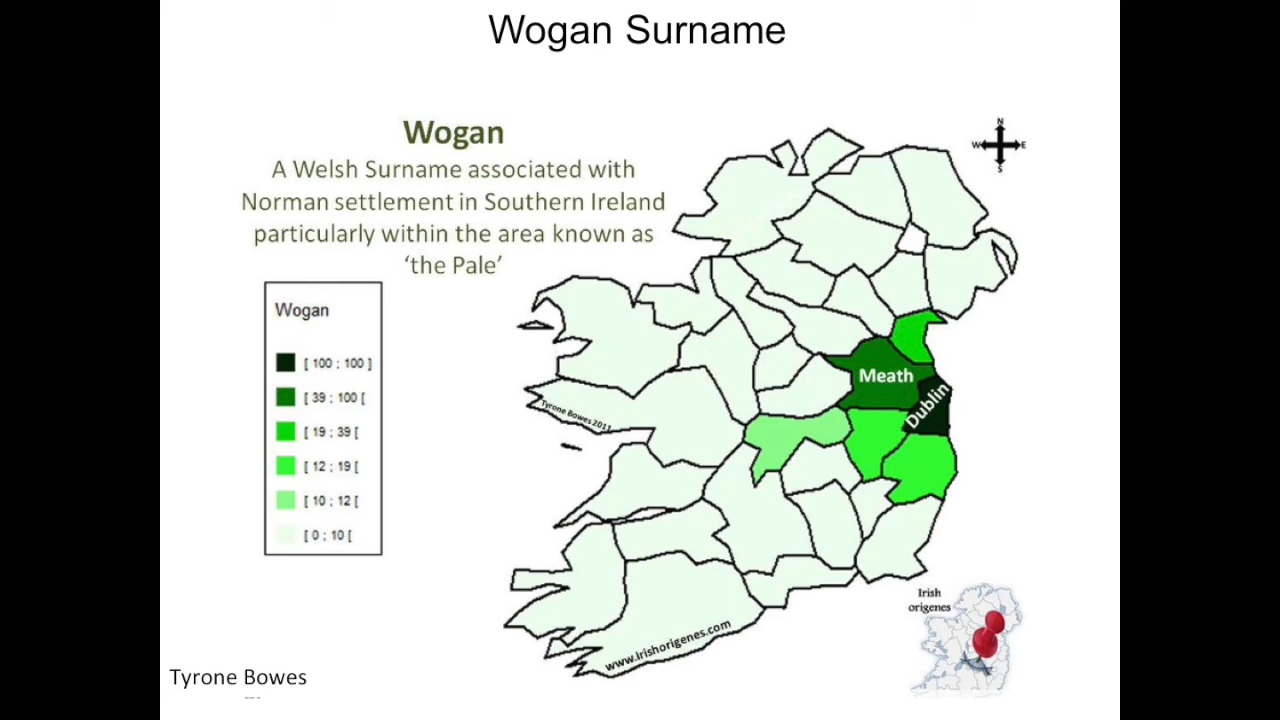 Wogan Surname
Wogan
A Welsh Surname associated with
Norman settlement in Southern Ireland
particularly within the area known as
‘the Pale’
N
W E
S
Wogan
[ 100 ; 100 ]
[ 39 ; 100 [
[ 19 ; 39 [
[ 12 ; 19 [
[ 10 ; 12 [
[ 0 ; 10 [
Meath
Dublin
Tyrone Bowes 2011
www.Irishorigenes.com
Irish
origenes
Tyrone Bowes